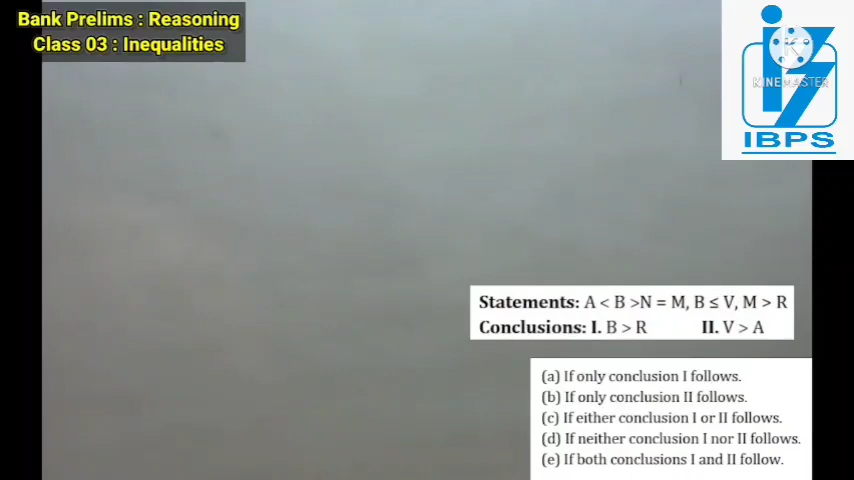 Bank Prelims : Reasoning
Class 03 : Inequalities
KINEMASTER
IBPS
Statements: A < B >N = M, B ≤ V, M > R
Conclusions: I. B > R II. V > A
(a) If only conclusion I follows.
(b) If only conclusion II follows.
(c) If either conclusion I or II follows.
(d) If neither conclusion I nor II follows.
(e) If both conclusions I and II follow.